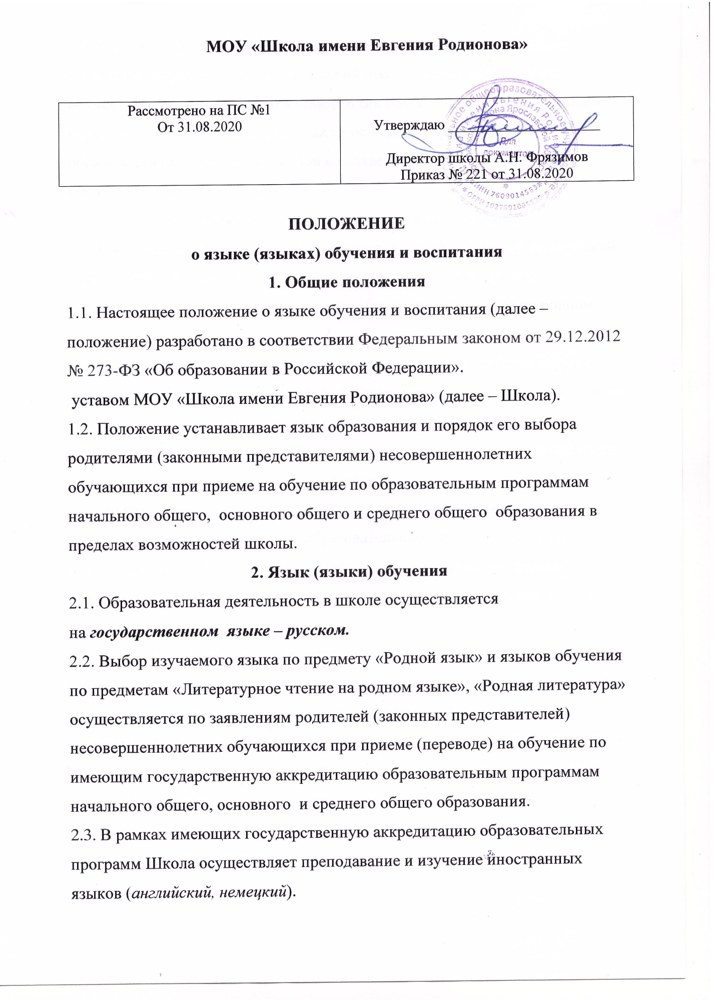 МОУ «Школа имени Евгения Родионова»
Рассмотрено на ПС №1
От 31.08.2020
Утверждаю
Директор школы А.Н. Фрязимов
Приказ № 221 от 31.08.2020
Для
документов
ИНН 7609014563
ОГРН 1027601065535
ПОЛОЖЕНИЕ
о языке (языках) обучения и воспитания
1. Общие положения
1.1. Настоящее положение о языке обучения и воспитания (далее –
положение) разработано в соответствии Федеральным законом от 29.12.2012
№ 273-ФЗ «Об образовании в Российской Федерации».
уставом МОУ «Школа имени Евгения Родионова» (далее – Школа).
1.2. Положение устанавливает язык образования и порядок его выбора
родителями (законными представителями) несовершеннолетних
обучающихся при приеме на обучение по образовательным программам
начального общего, основного общего и среднего общего образования в
пределах возможностей школы.
2. Язык (языки) обучения
2.1. Образовательная деятельность в школе осуществляется
на государственном языке – русском.
2.2. Выбор изучаемого языка по предмету «Родной язык» и языков обучения
по предметам «Литературное чтение на родном языке», «Родная литература»
осуществляется по заявлениям родителей (законных представителей)
несовершеннолетних обучающихся при приеме (переводе) на обучение по
имеющим государственную аккредитацию образовательным программам
начального общего, основного и среднего общего образования.
2.3. В рамках имеющих государственную аккредитацию образовательных
программ Школа осуществляет преподавание и изучение иностранных
языков (английский, немецкий).